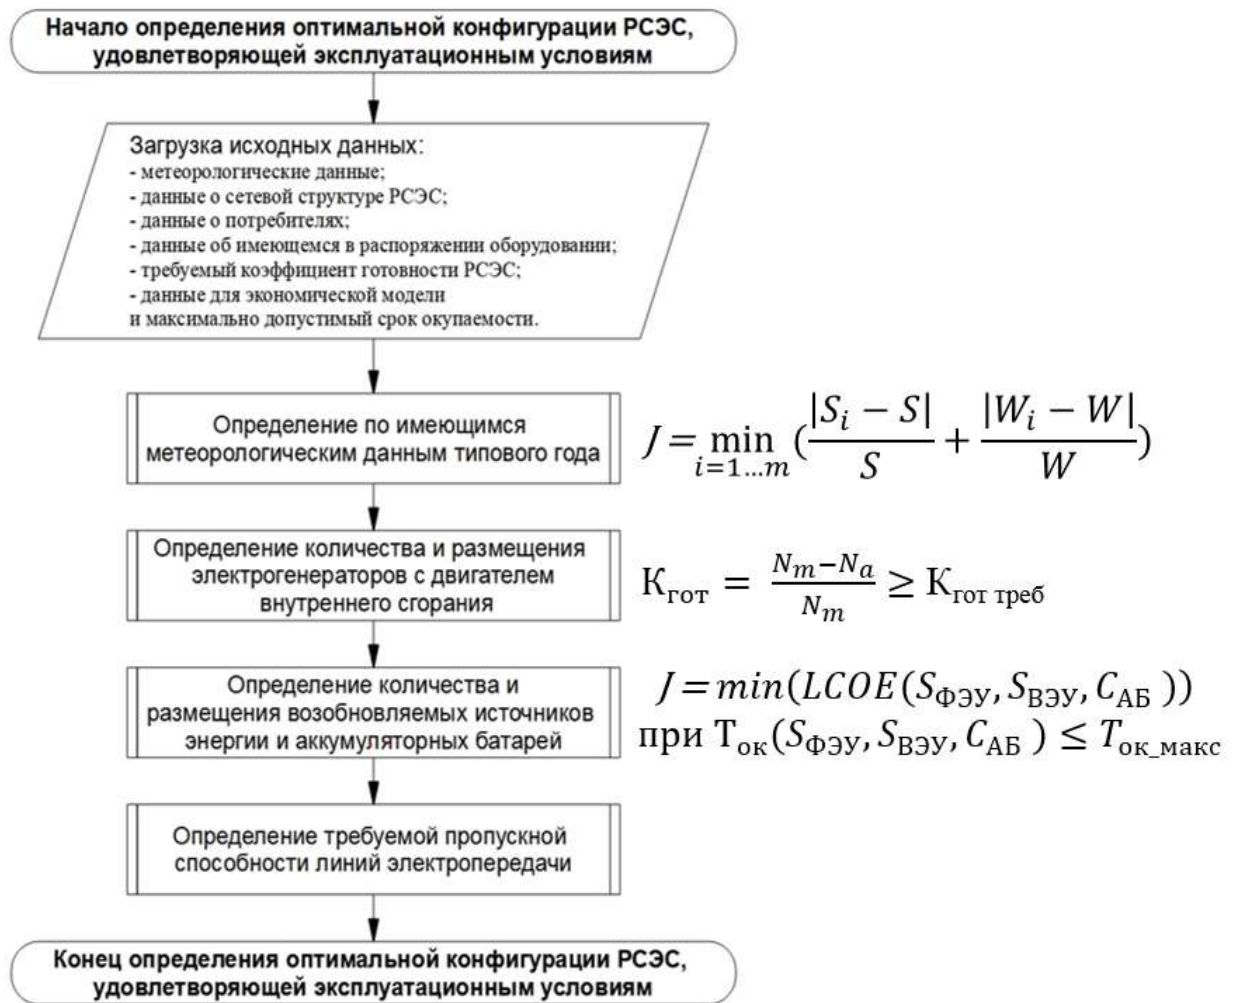 Начало определения оптимальной конфигурации РСЭС,
удовлетворяющей эксплуатационным условиям
Загрузка исходных данных:
- метеорологические данные;
- данные о сетевой структуре РСЭС;
- данные о потребителях;
- данные об имеющемся в распоряжении оборудовании;
- требуемый коэффициент готовности РСЭС;
- данные для экономической модели
и максимально допустимый срок окупаемости.
Определение по имеющимся
метеорологическим данным типового года
J = min_{i=1…m} (|S_i − S| / S + |W_i − W| / W)
Определение количества и размещения
электрогенераторов с двигателем
внутреннего сгорания
К_гот = (N_m − N_a) / N_m ≥ К_гот треб
Определение количества и
размещения возобновляемых источников
энергии и аккумуляторных батарей
J = min(LCOE(S_ФЭУ, S_ВЭУ, C_АБ ))
при Т_ок(S_ФЭУ, S_ВЭУ, C_АБ ) ≤ T_ок_макс
Определение требуемой пропускной
способности линий электропередачи
Конец определения оптимальной конфигурации РСЭС,
удовлетворяющей эксплуатационным условиям